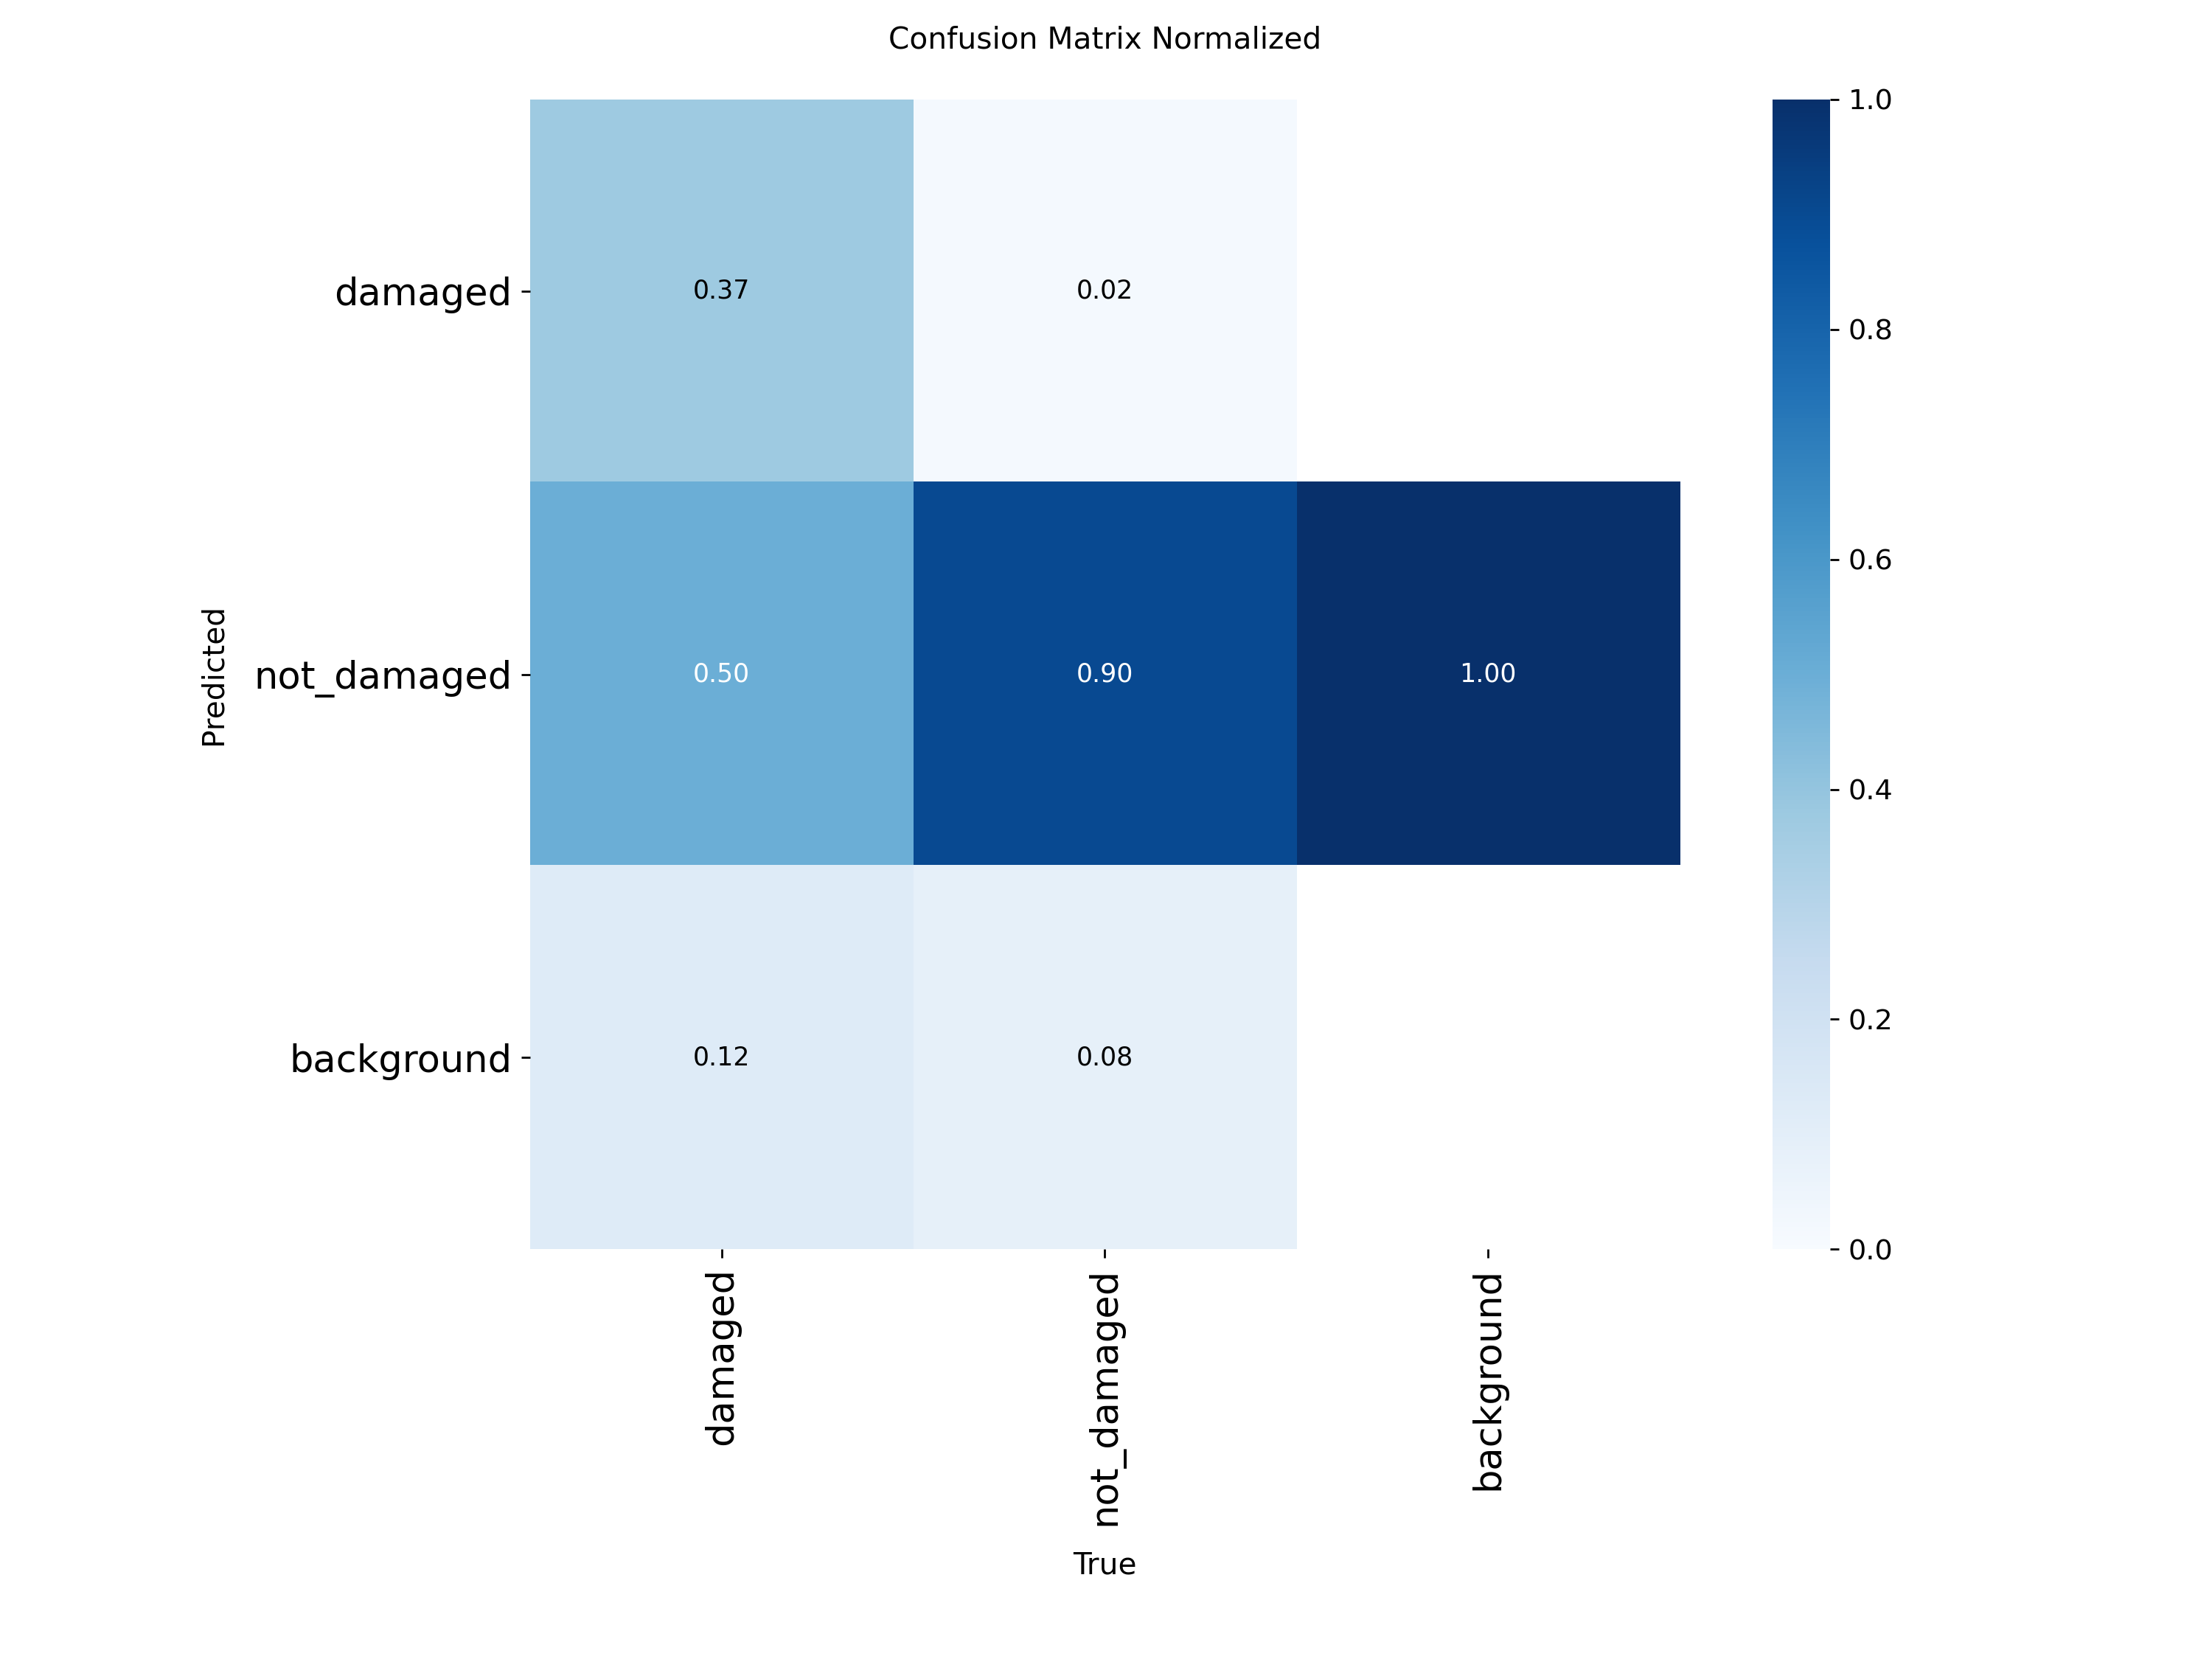 Confusion Matrix Normalized
1.0
damaged
0.37
0.02
0.8
0.6
Predicted
not_damaged
0.50
0.90
1.00
0.4
background
0.12
0.08
0.2
0.0
damaged
not_damaged
background
True